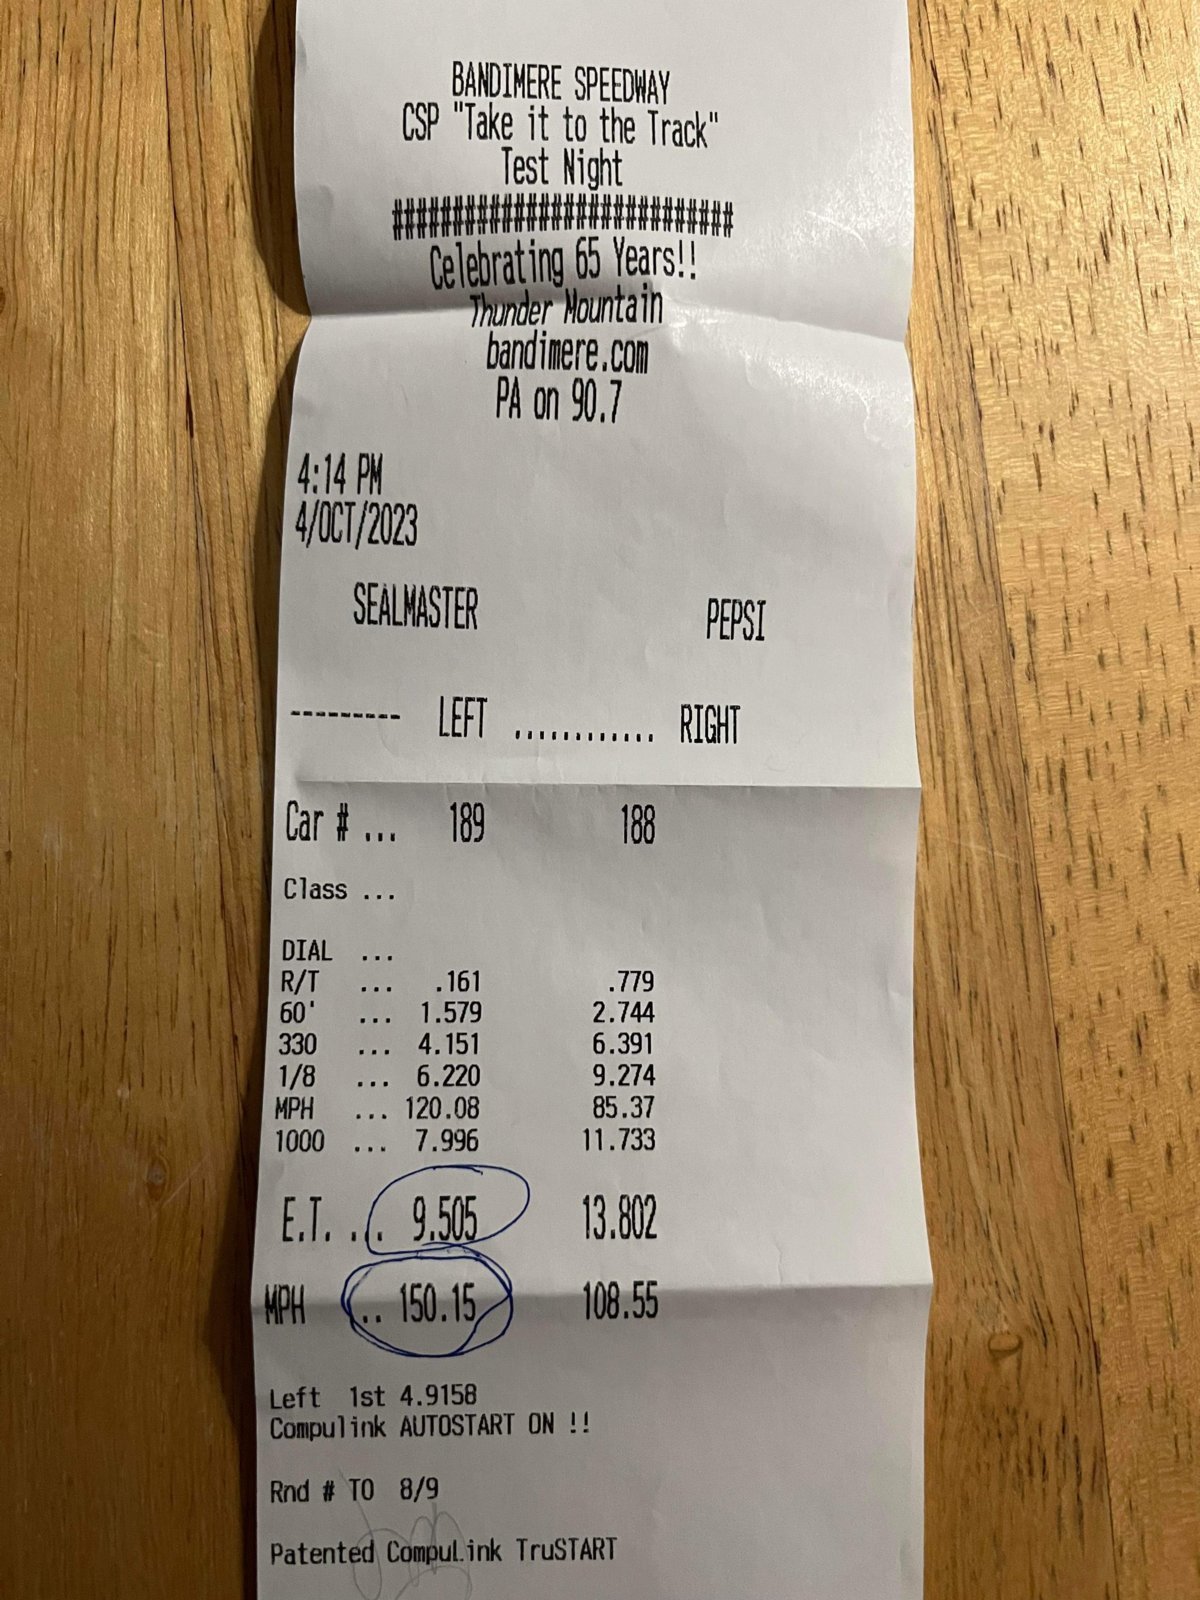 BANDIMERE SPEEDWAY
CSP "Take it to the Track"
Test Night
############################
Celebrating 65 Years!!
Thunder Mountain
bandimere.com
PA on 90.7
4:14 PM
4/OCT/2023
SEALMASTER PEPSI
--------- LEFT ............ RIGHT
Car # ... 189 188
Class ...
DIAL ...
R/T ... .161 .779
60' ... 1.579 2.744
330 ... 4.151 6.391
1/8 ... 6.220 9.274
MPH ... 120.08 85.37
1000 ... 7.996 11.733
E.T. ... 9.505 13.802
MPH .. 150.15 108.55
Left 1st 4.9158
Compulink AUTOSTART ON !!
Rnd # TO 8/9
Patented CompuLink TruSTART